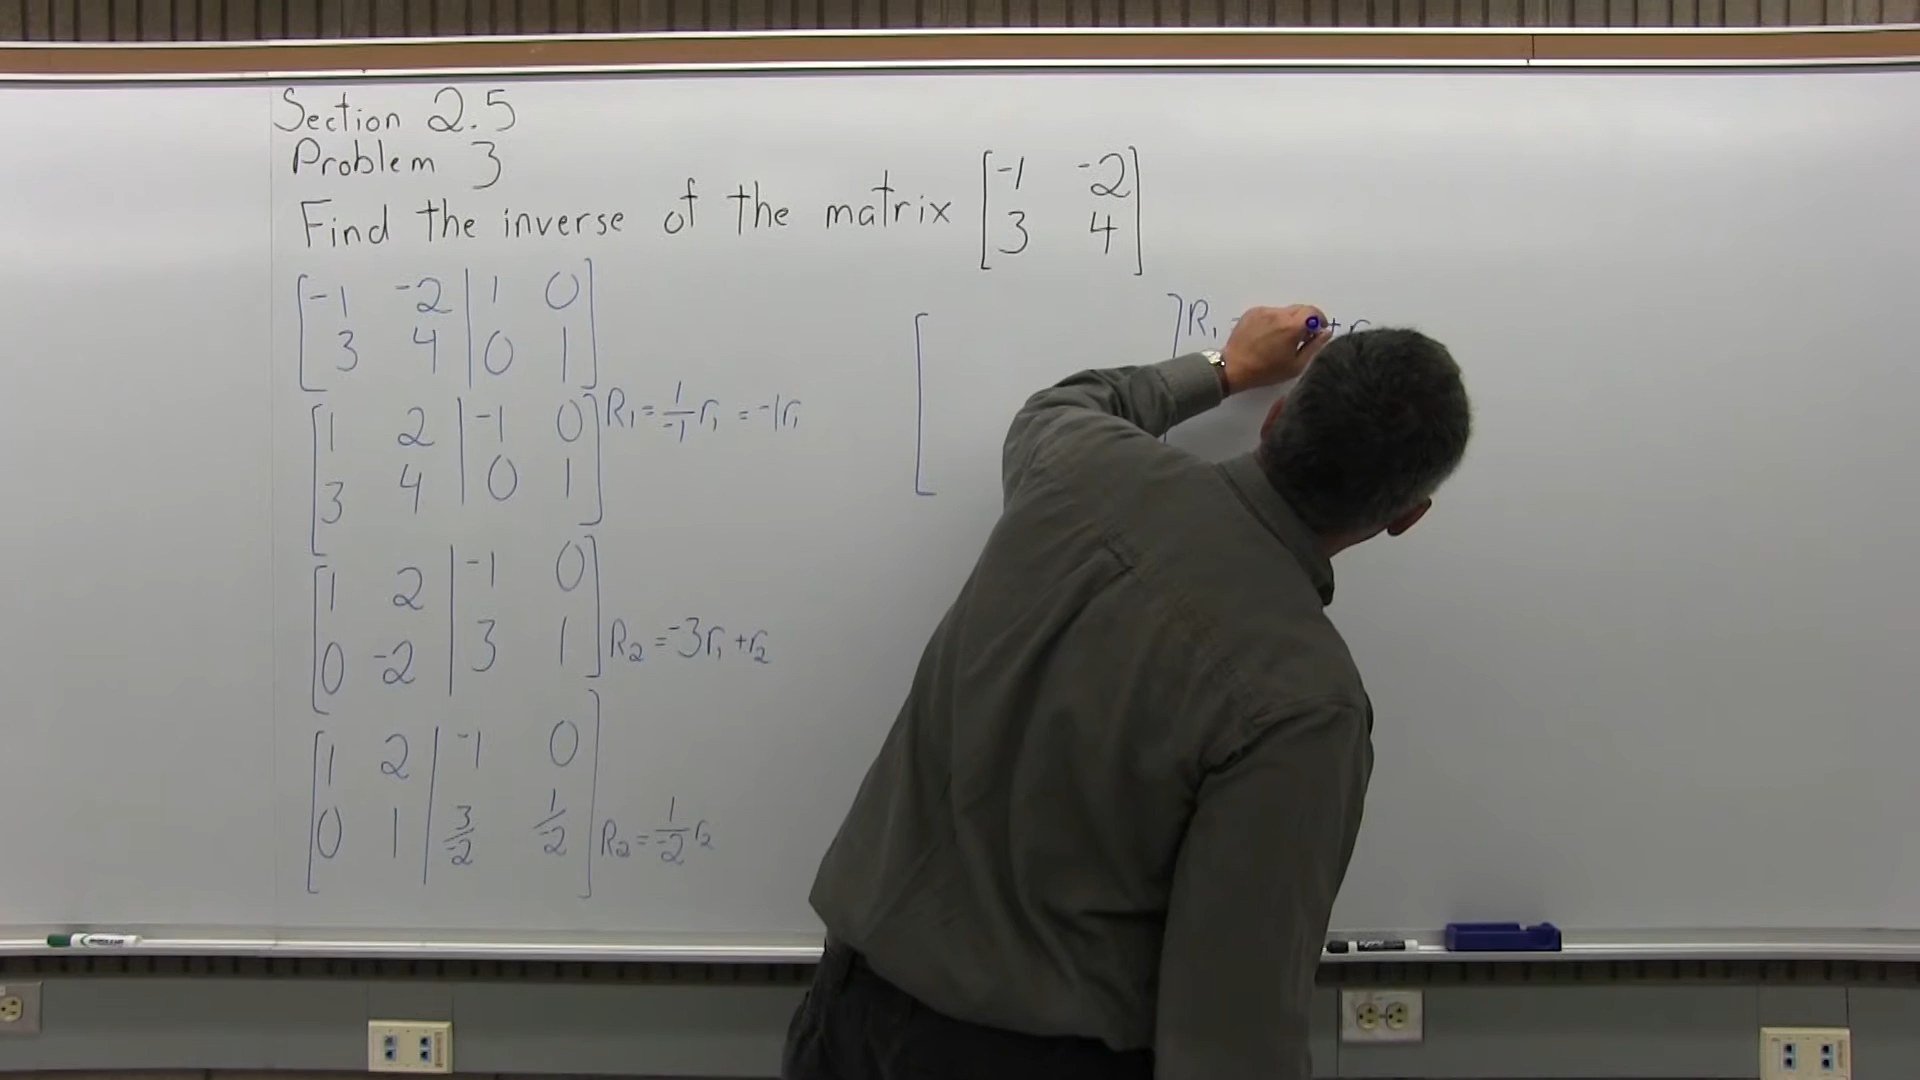 Section 2.5
Problem 3
Find the inverse of the matrix [-1 -2
3 4]
[-1 -2 | 1 0
3 4 | 0 1]
[1 2 | -1 0
3 4 | 0 1] R1 = 1/-1 r1 = -1r1
[1 2 | -1 0
0 -2 | 3 1] R2 = -3r1 + r2
[1 2 | -1 0
0 1 | 3/-2 1/-2] R2 = 1/-2 r2
[ ] R1 = + r